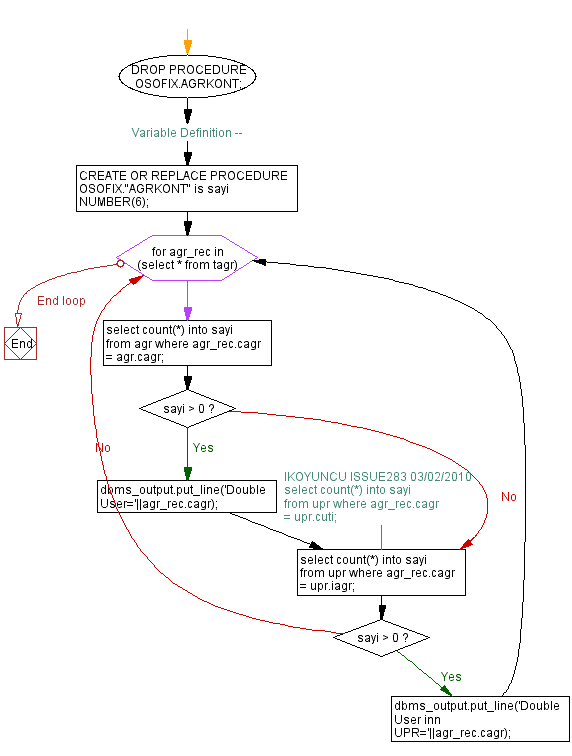 DROP PROCEDURE
OSOFIX.AGRKONT;
Variable Definition --
CREATE OR REPLACE PROCEDURE
OSOFIX."AGRKONT" is sayi
NUMBER(6);
for agr_rec in
(select * from tagr)
End loop
End
select count(*) into sayi
from agr where agr_rec.cagr
= agr.cagr;
sayi > 0 ?
No
Yes
IKOYUNCU ISSUE283 03/02/2010
select count(*) into sayi
from upr where agr_rec.cagr
= upr.cuti;
No
dbms_output.put_line('Double
User='||agr_rec.cagr);
select count(*) into sayi
from upr where agr_rec.cagr
= upr.iagr;
sayi > 0 ?
Yes
dbms_output.put_line('Double
User inn
UPR='||agr_rec.cagr);